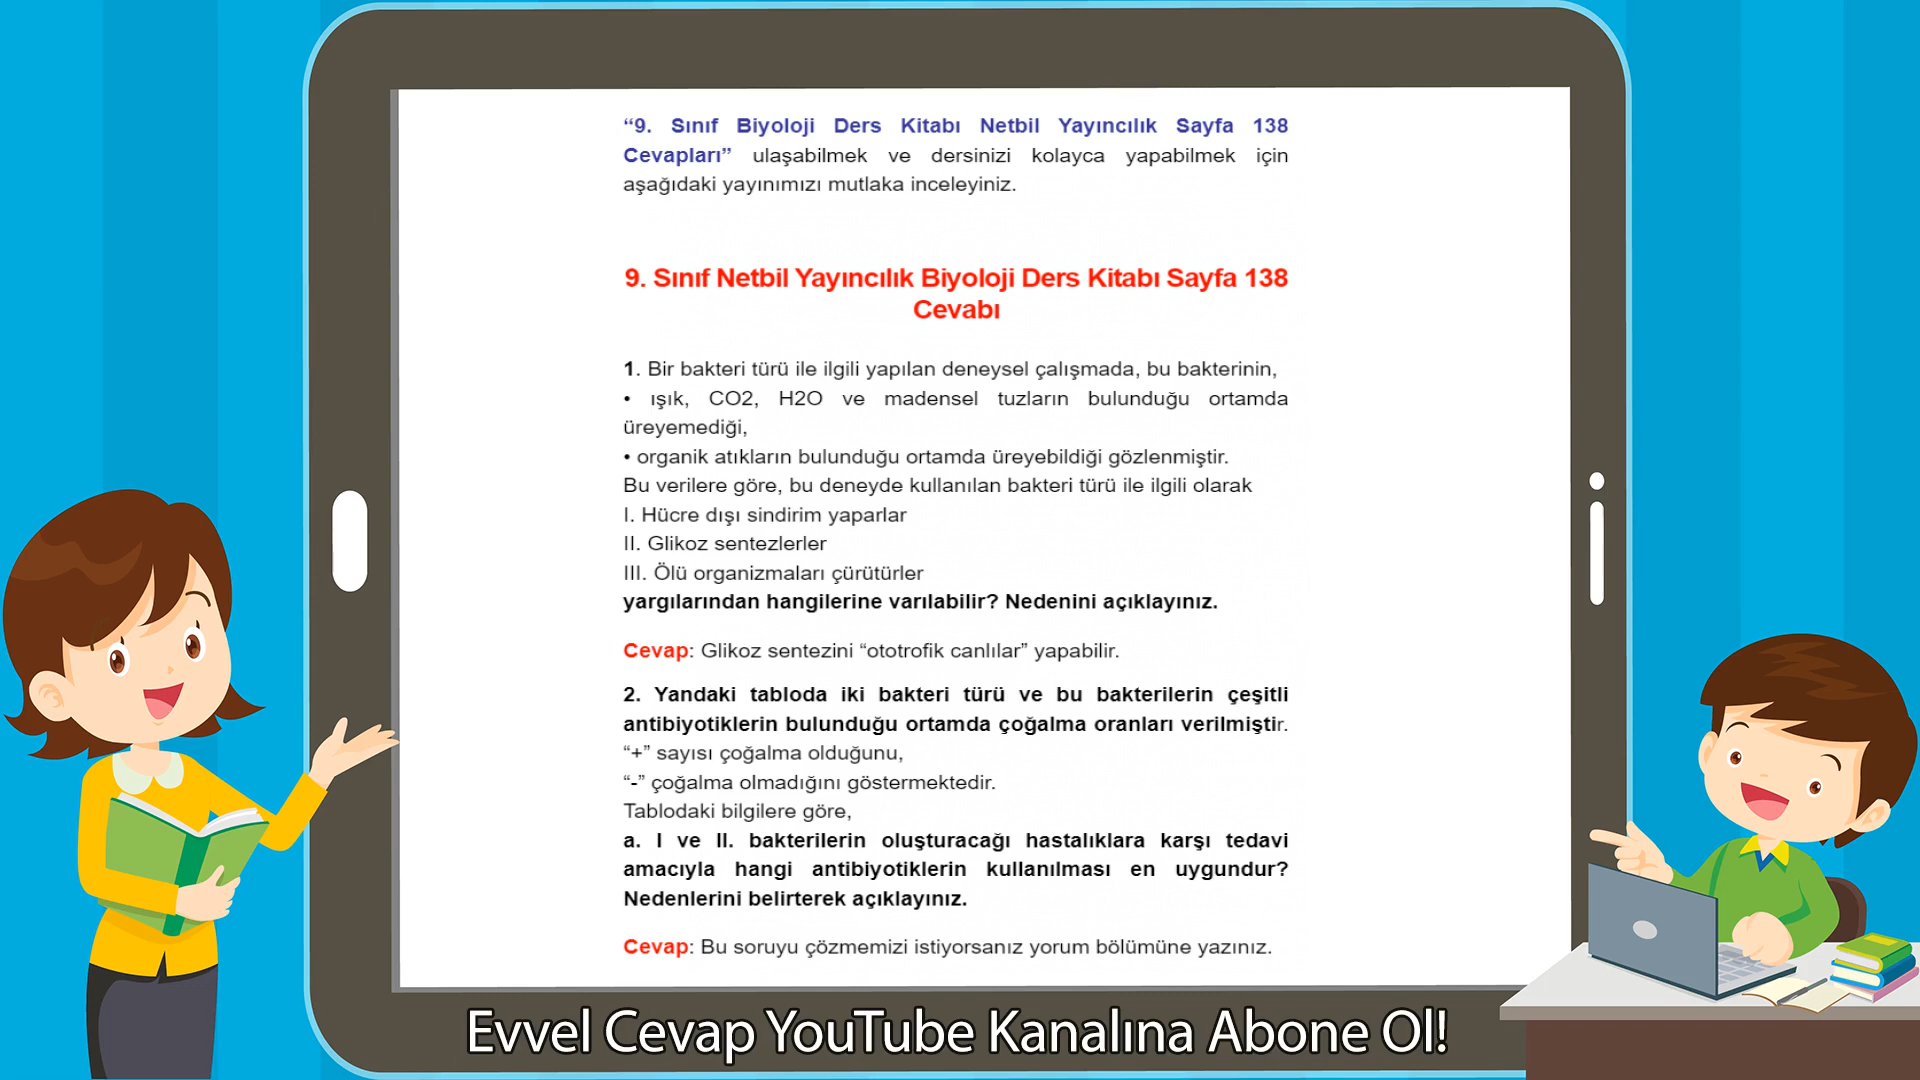 “9. Sınıf Biyoloji Ders Kitabı Netbil Yayıncılık Sayfa 138
Cevapları” ulaşabilmek ve dersinizi kolayca yapabilmek için
aşağıdaki yayınımızı mutlaka inceleyiniz.
9. Sınıf Netbil Yayıncılık Biyoloji Ders Kitabı Sayfa 138
Cevabı
1. Bir bakteri türü ile ilgili yapılan deneysel çalışmada, bu bakterinin,
• ışık, CO2, H2O ve madensel tuzların bulunduğu ortamda
üreyemediği,
• organik atıkların bulunduğu ortamda üreyebildiği gözlenmiştir.
Bu verilere göre, bu deneyde kullanılan bakteri türü ile ilgili olarak
I. Hücre dışı sindirim yaparlar
II. Glikoz sentezlerler
III. Ölü organizmaları çürütürler
yargılarından hangilerine varılabilir? Nedenini açıklayınız.
Cevap: Glikoz sentezini “ototrofik canlılar” yapabilir.
2. Yandaki tabloda iki bakteri türü ve bu bakterilerin çeşitli
antibiyotiklerin bulunduğu ortamda çoğalma oranları verilmiştir.
“+” sayısı çoğalma olduğunu,
“-” çoğalma olmadığını göstermektedir.
Tablodaki bilgilere göre,
a. I ve II. bakterilerin oluşturacağı hastalıklara karşı tedavi
amacıyla hangi antibiyotiklerin kullanılması en uygundur?
Nedenlerini belirterek açıklayınız.
Cevap: Bu soruyu çözmemizi istiyorsanız yorum bölümüne yazınız.
Evvel Cevap YouTube Kanalına Abone Ol!